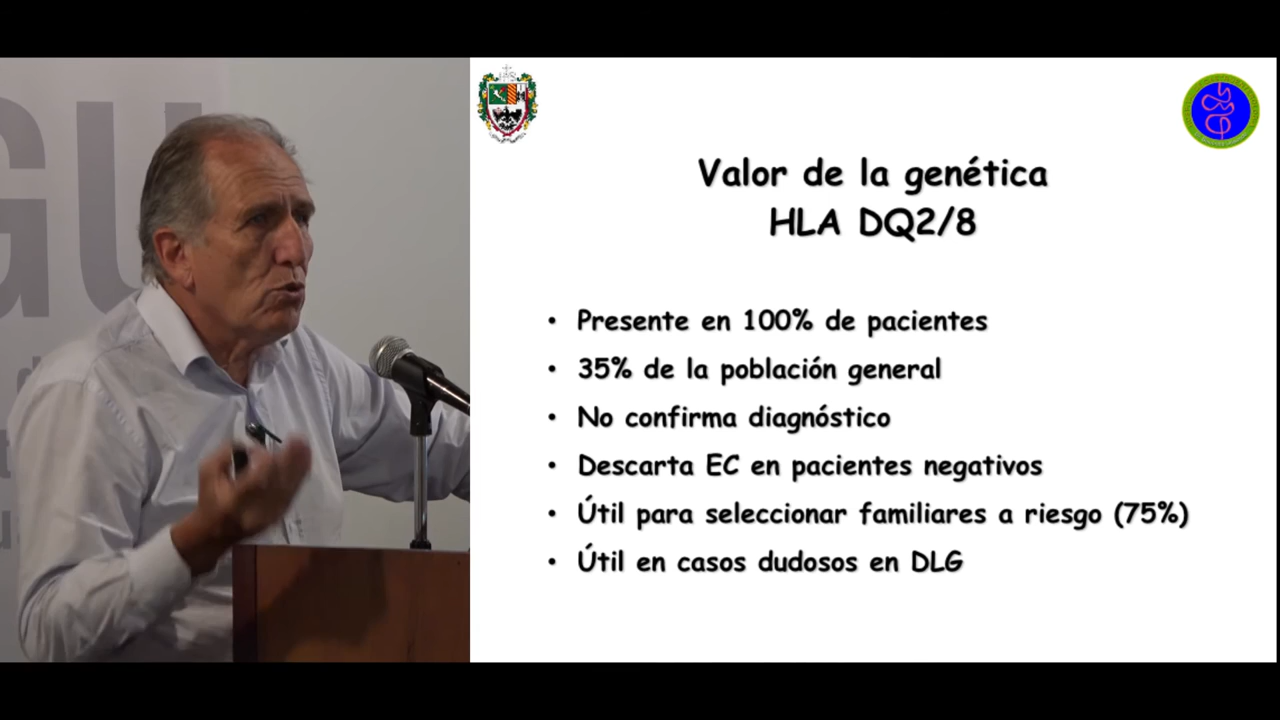 GU
Valor de la genética
HLA DQ2/8
• Presente en 100% de pacientes
• 35% de la población general
• No confirma diagnóstico
• Descarta EC en pacientes negativos
• Útil para seleccionar familiares a riesgo (75%)
• Útil en casos dudosos en DLG